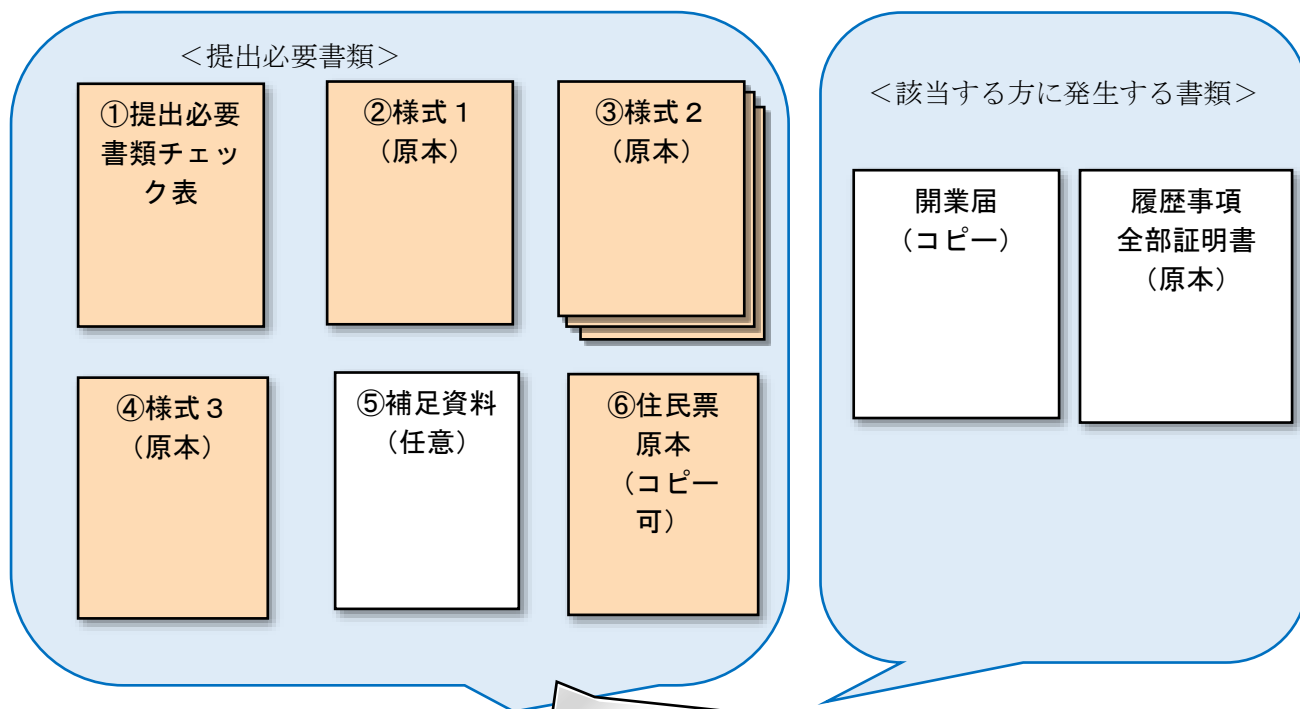 ＜提出必要書類＞
①提出必要
書類チェッ
ク表
②様式１
（原本）
③様式２
（原本）
④様式３
（原本）
⑤補足資料
（任意）
⑥住民票
原本
（コピー
可）
＜該当する方に発生する書類＞
開業届
（コピー）
履歴事項
全部証明書
（原本）